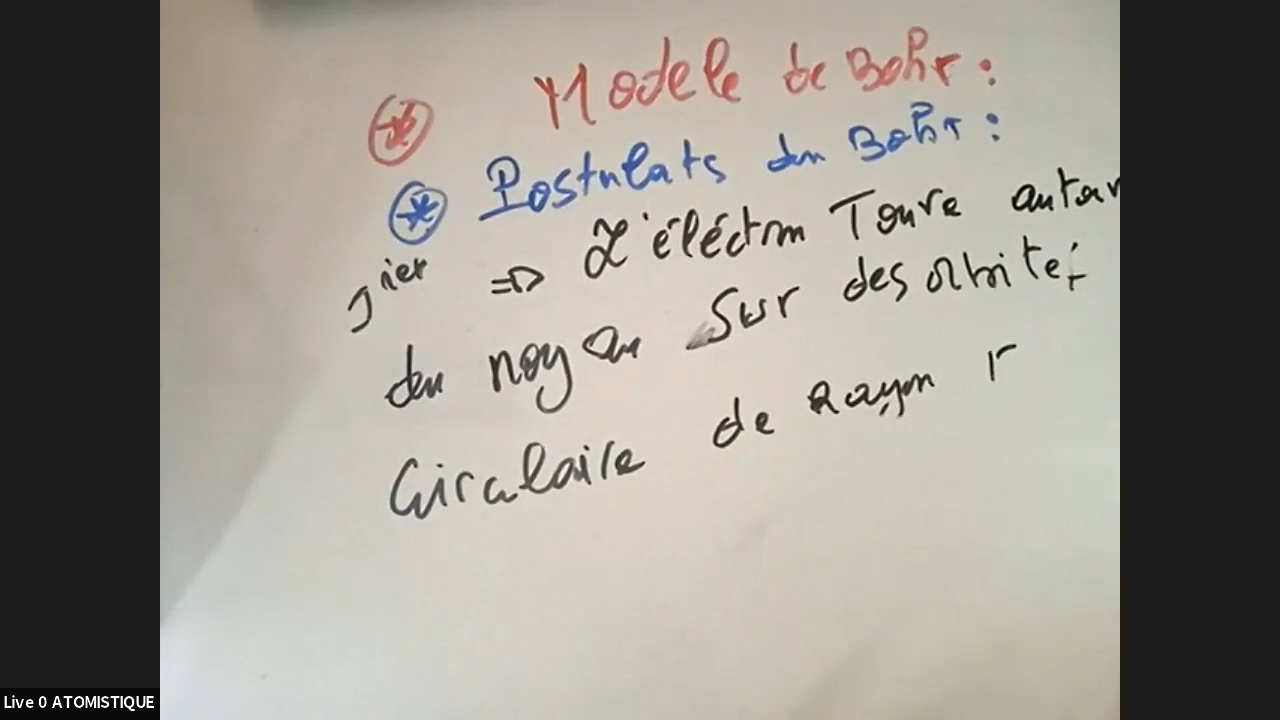 Modele de Bohr :
Postulats du Bohr :
1ier => L'éléctron Toure autour
du noyau Sur des orbites
Circulaire de rayon r
Live 0 ATOMISTIQUE